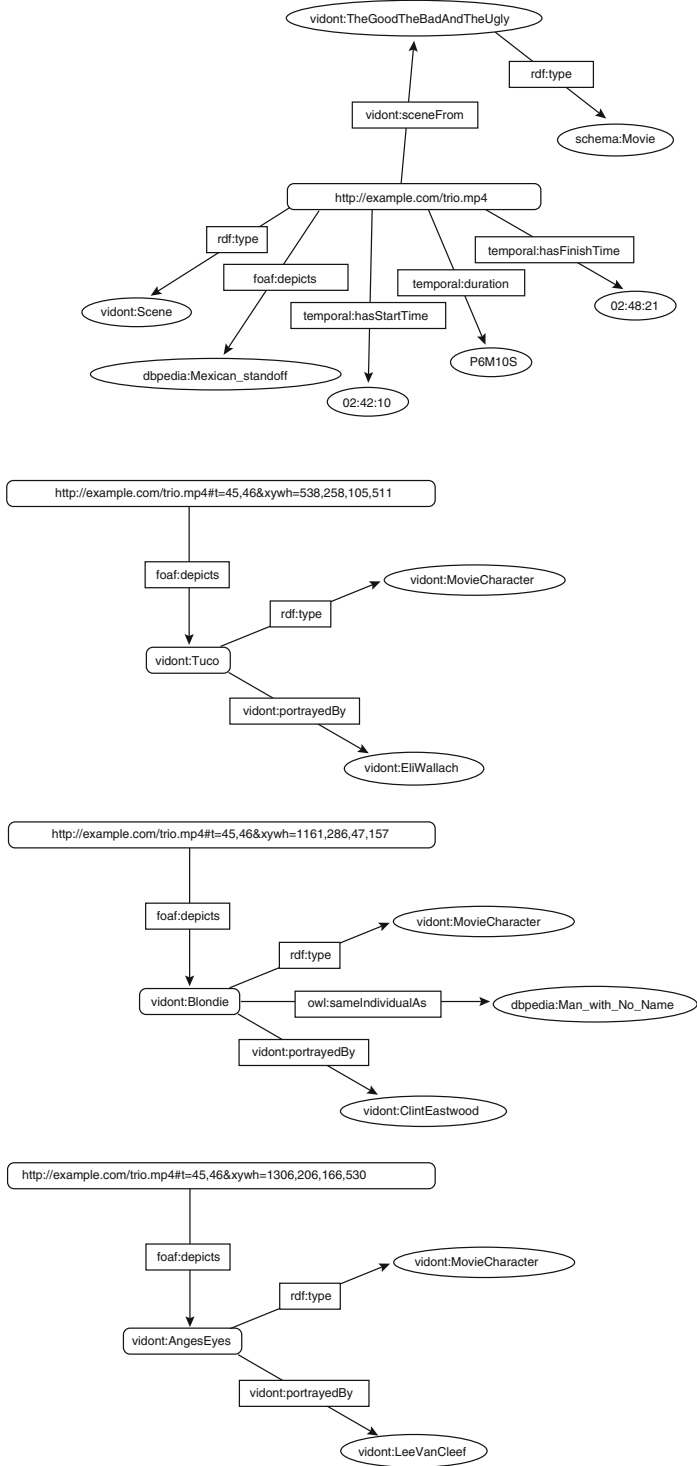 vidont:TheGoodTheBadAndTheUgly
rdf:type
vidont:sceneFrom
schema:Movie
http://example.com/trio.mp4
rdf:type
temporal:hasFinishTime
foaf:depicts
temporal:duration
vidont:Scene
02:48:21
temporal:hasStartTime
P6M10S
dbpedia:Mexican_standoff
02:42:10
http://example.com/trio.mp4#t=45,46&xywh=538,258,105,511
foaf:depicts
vidont:MovieCharacter
rdf:type
vidont:Tuco
vidont:portrayedBy
vidont:EliWallach
http://example.com/trio.mp4#t=45,46&xywh=1161,286,47,157
foaf:depicts
vidont:MovieCharacter
rdf:type
vidont:Blondie
owl:sameIndividualAs
dbpedia:Man_with_No_Name
vidont:portrayedBy
vidont:ClintEastwood
http://example.com/trio.mp4#t=45,46&xywh=1306,206,166,530
foaf:depicts
vidont:MovieCharacter
rdf:type
vidont:AngesEyes
vidont:portrayedBy
vidont:LeeVanCleef